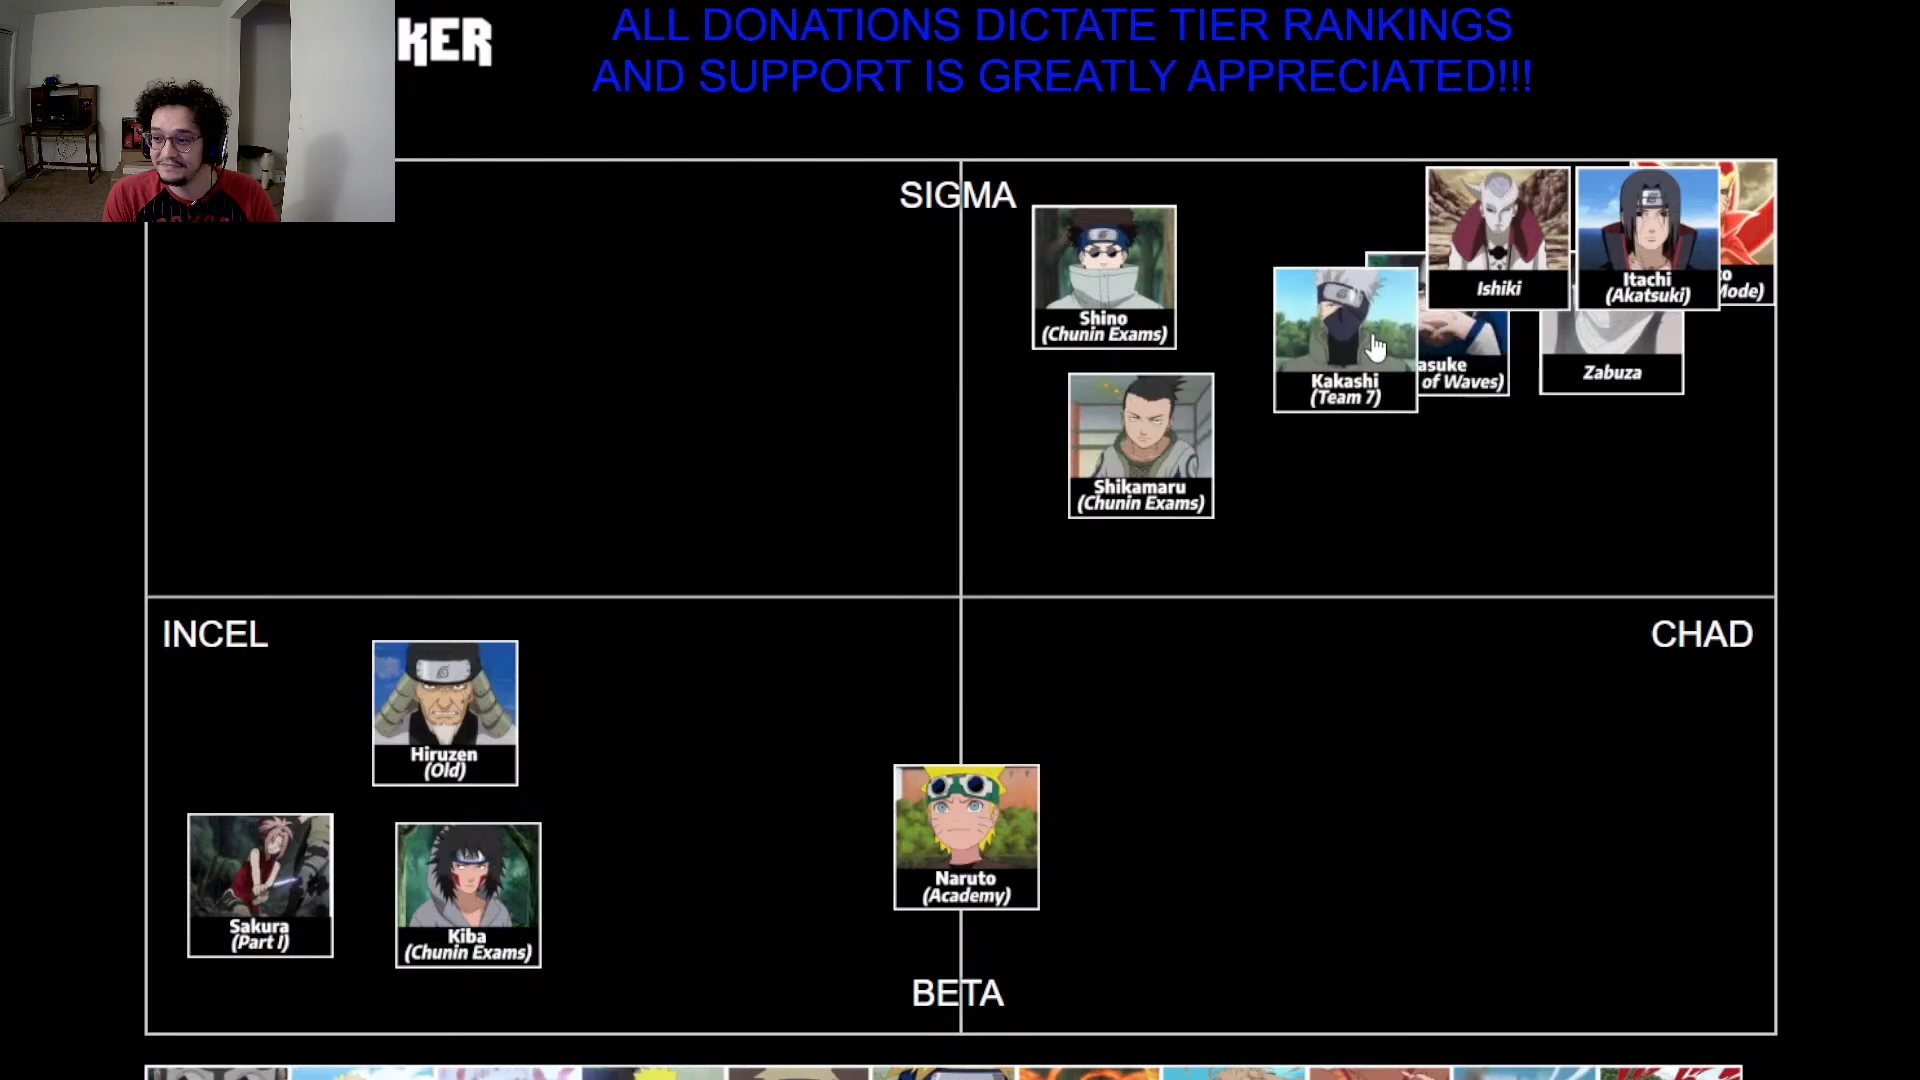 KER
ALL DONATIONS DICTATE TIER RANKINGS
AND SUPPORT IS GREATLY APPRECIATED!!!
SIGMA
Shino
(Chunin Exams)
Kakashi
(Team 7)
asuke
of Waves)
Ishiki
Itachi
(Akatsuki)
o
Mode)
Zabuza
Shikamaru
(Chunin Exams)
INCEL
CHAD
Hiruzen
(Old)
Sakura
(Part I)
Kiba
(Chunin Exams)
Naruto
(Academy)
BETA